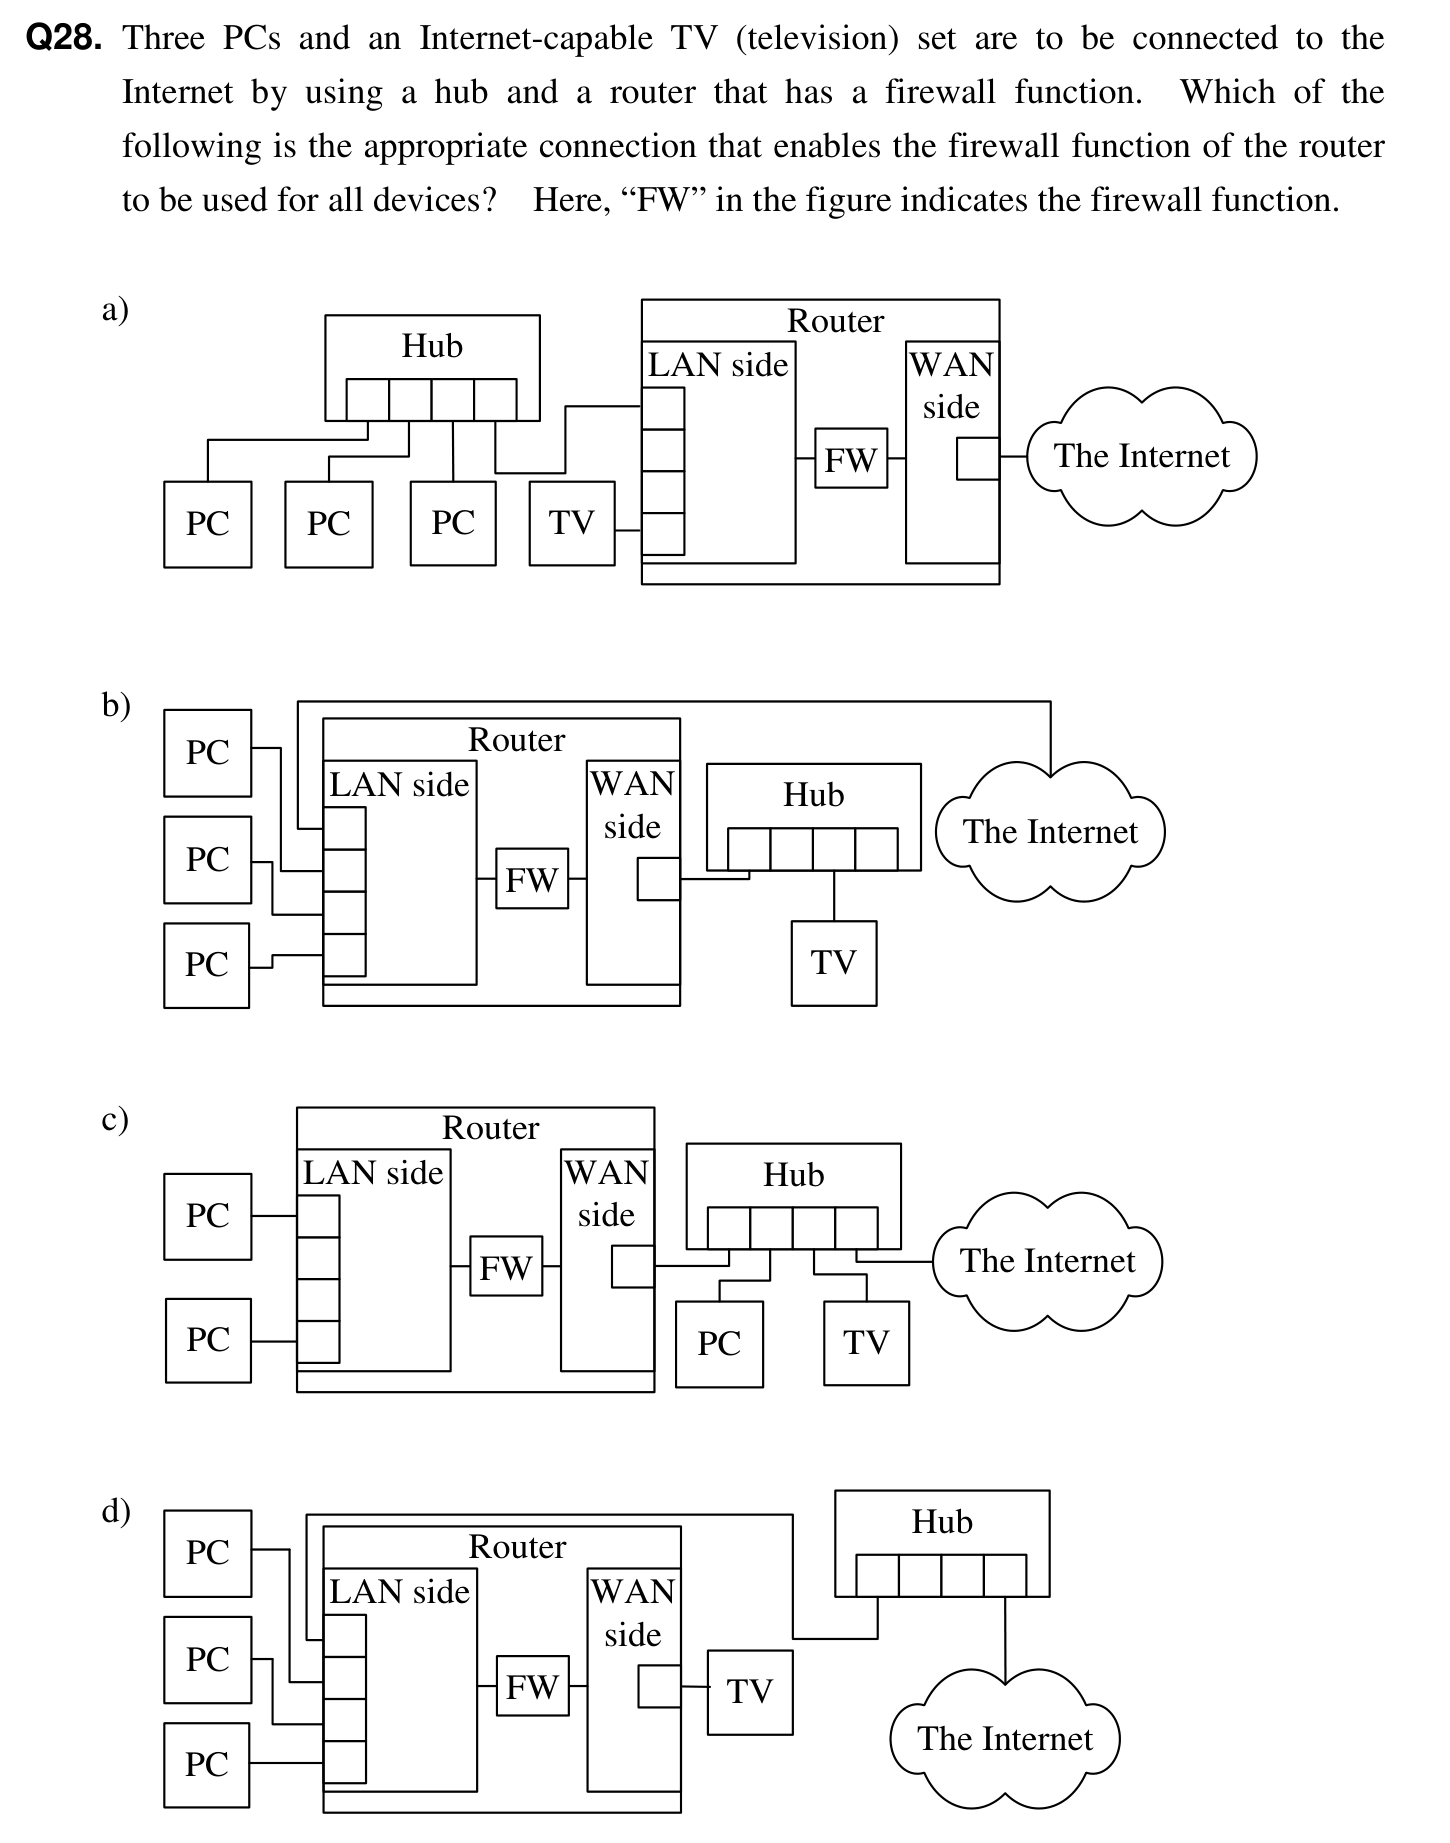 Q28. Three PCs and an Internet-capable TV (television) set are to be connected to the
Internet by using a hub and a router that has a firewall function. Which of the
following is the appropriate connection that enables the firewall function of the router
to be used for all devices? Here, “FW” in the figure indicates the firewall function.
a)
Router
Hub
LAN side
WAN
side
FW
The Internet
PC
PC
PC
TV
b)
PC
Router
LAN side
WAN
side
Hub
PC
FW
The Internet
PC
TV
c)
Router
LAN side
WAN
side
Hub
PC
FW
The Internet
PC
PC
TV
d)
PC
Router
Hub
LAN side
WAN
side
PC
FW
TV
PC
The Internet